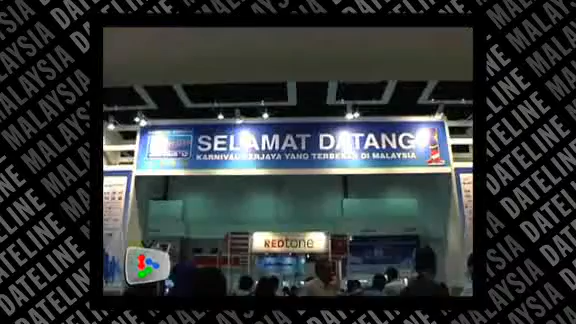 SELAMAT DATANG
KARNIVAL KERJAYA YANG TERBESAR DI MALAYSIA
REDtone
DATELINE MALAYSIA